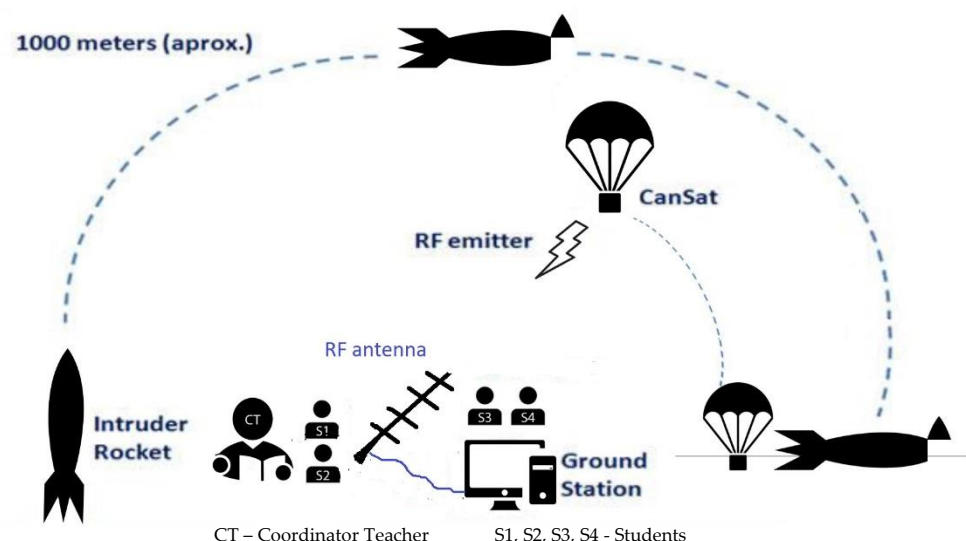 1000 meters (aprox.)
CanSat
RF emitter
RF antenna
CT
S1
S2
S3
S4
Intruder
Rocket
Ground
Station
CT – Coordinator Teacher
S1, S2, S3, S4 - Students